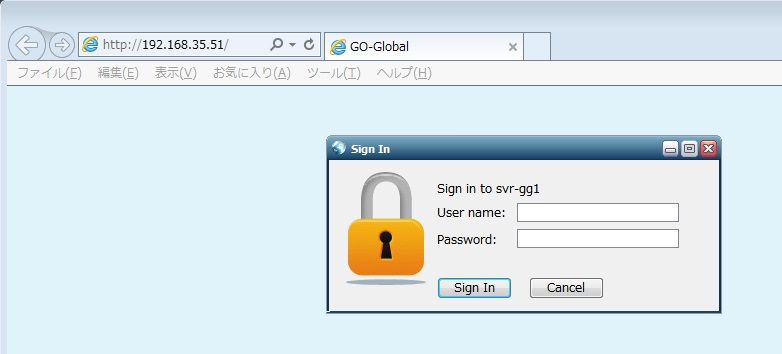 http://192.168.35.51/
GO-Global
ファイル(F) 編集(E) 表示(V) お気に入り(A) ツール(T) ヘルプ(H)
Sign In
Sign in to svr-gg1
User name:
Password:
Sign In Cancel